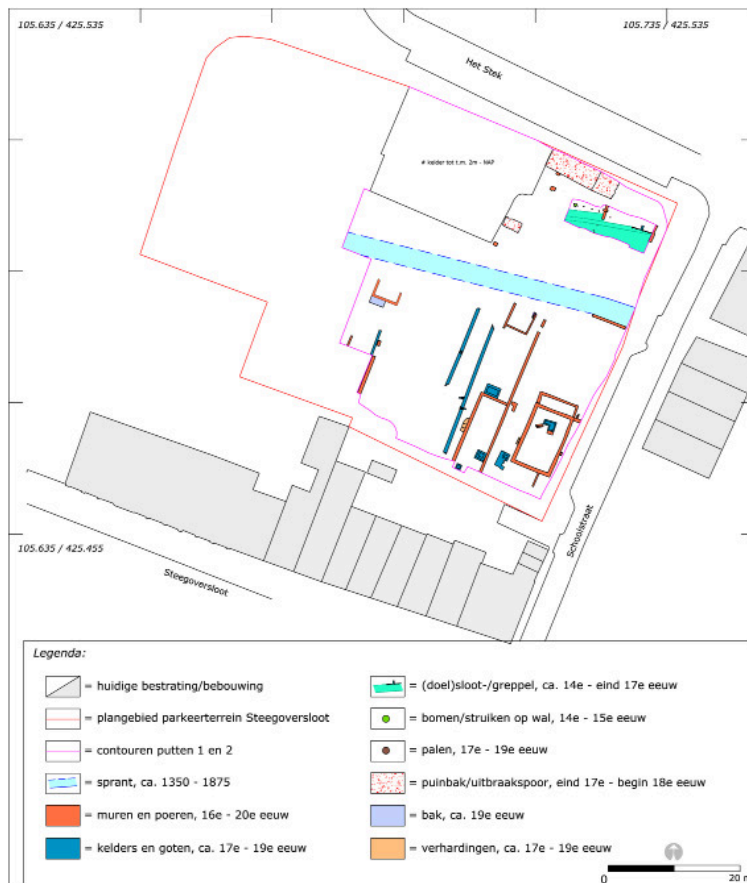 105.635 / 425.535
105.735 / 425.535
Het Stek
# kelder tot t.m. 2m - NAP
105.635 / 425.455
Steegoversloot
Schoolstraat
Legenda:
= huidige bestrating/bebouwing
= plangebied parkeerterrein Steegoversloot
= contouren putten 1 en 2
= sprant, ca. 1350 - 1875
= muren en poeren, 16e - 20e eeuw
= kelders en goten, ca. 17e - 19e eeuw
= (doel)sloot-/greppel, ca. 14e - eind 17e eeuw
= bomen/struiken op wal, 14e - 15e eeuw
= palen, 17e - 19e eeuw
= puinbak/uitbraakspoor, eind 17e - begin 18e eeuw
= bak, ca. 19e eeuw
= verhardingen, ca. 17e - 19e eeuw
0 20 m